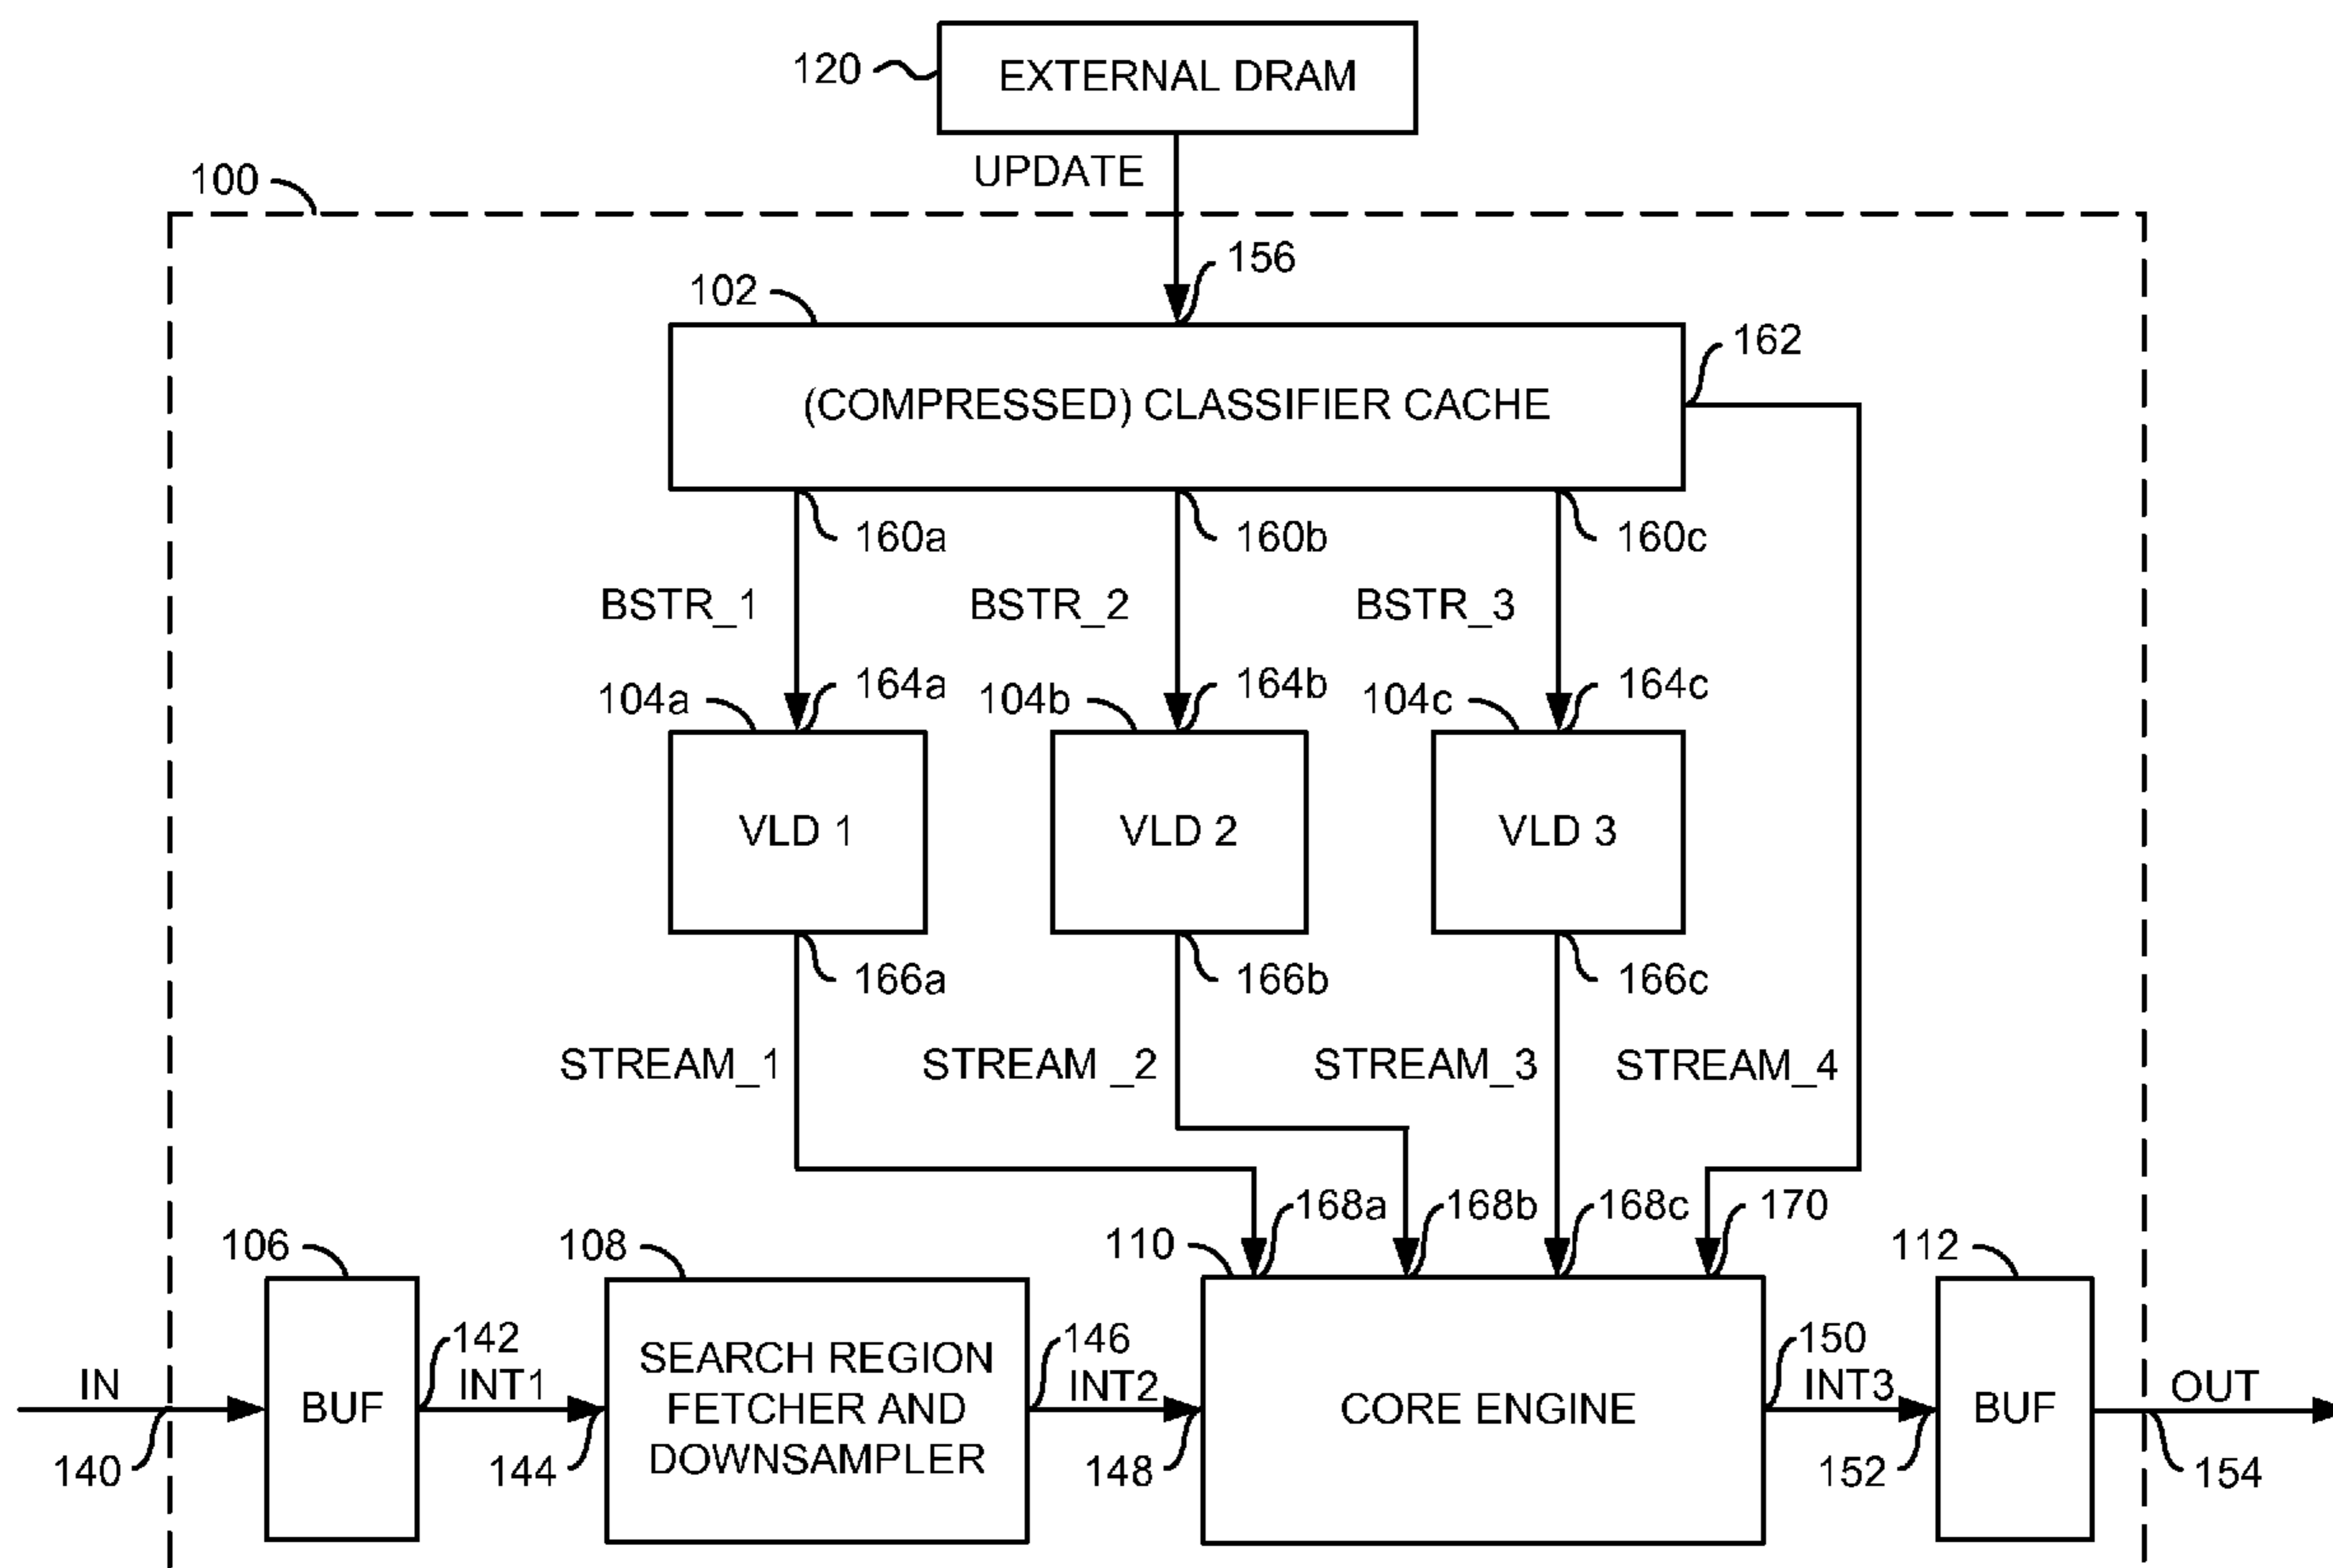 120
EXTERNAL DRAM
UPDATE
100
156
102
162
(COMPRESSED) CLASSIFIER CACHE
160a
160b
160c
BSTR_1
BSTR_2
BSTR_3
104a
164a
104b
164b
104c
164c
VLD 1
VLD 2
VLD 3
166a
166b
166c
STREAM_1
STREAM _2
STREAM_3
STREAM_4
168a
168b
168c
170
106
108
110
112
142
146
150
IN
BUF
INT1
SEARCH REGION
FETCHER AND
DOWNSAMPLER
INT2
CORE ENGINE
INT3
BUF
OUT
140
144
148
152
154